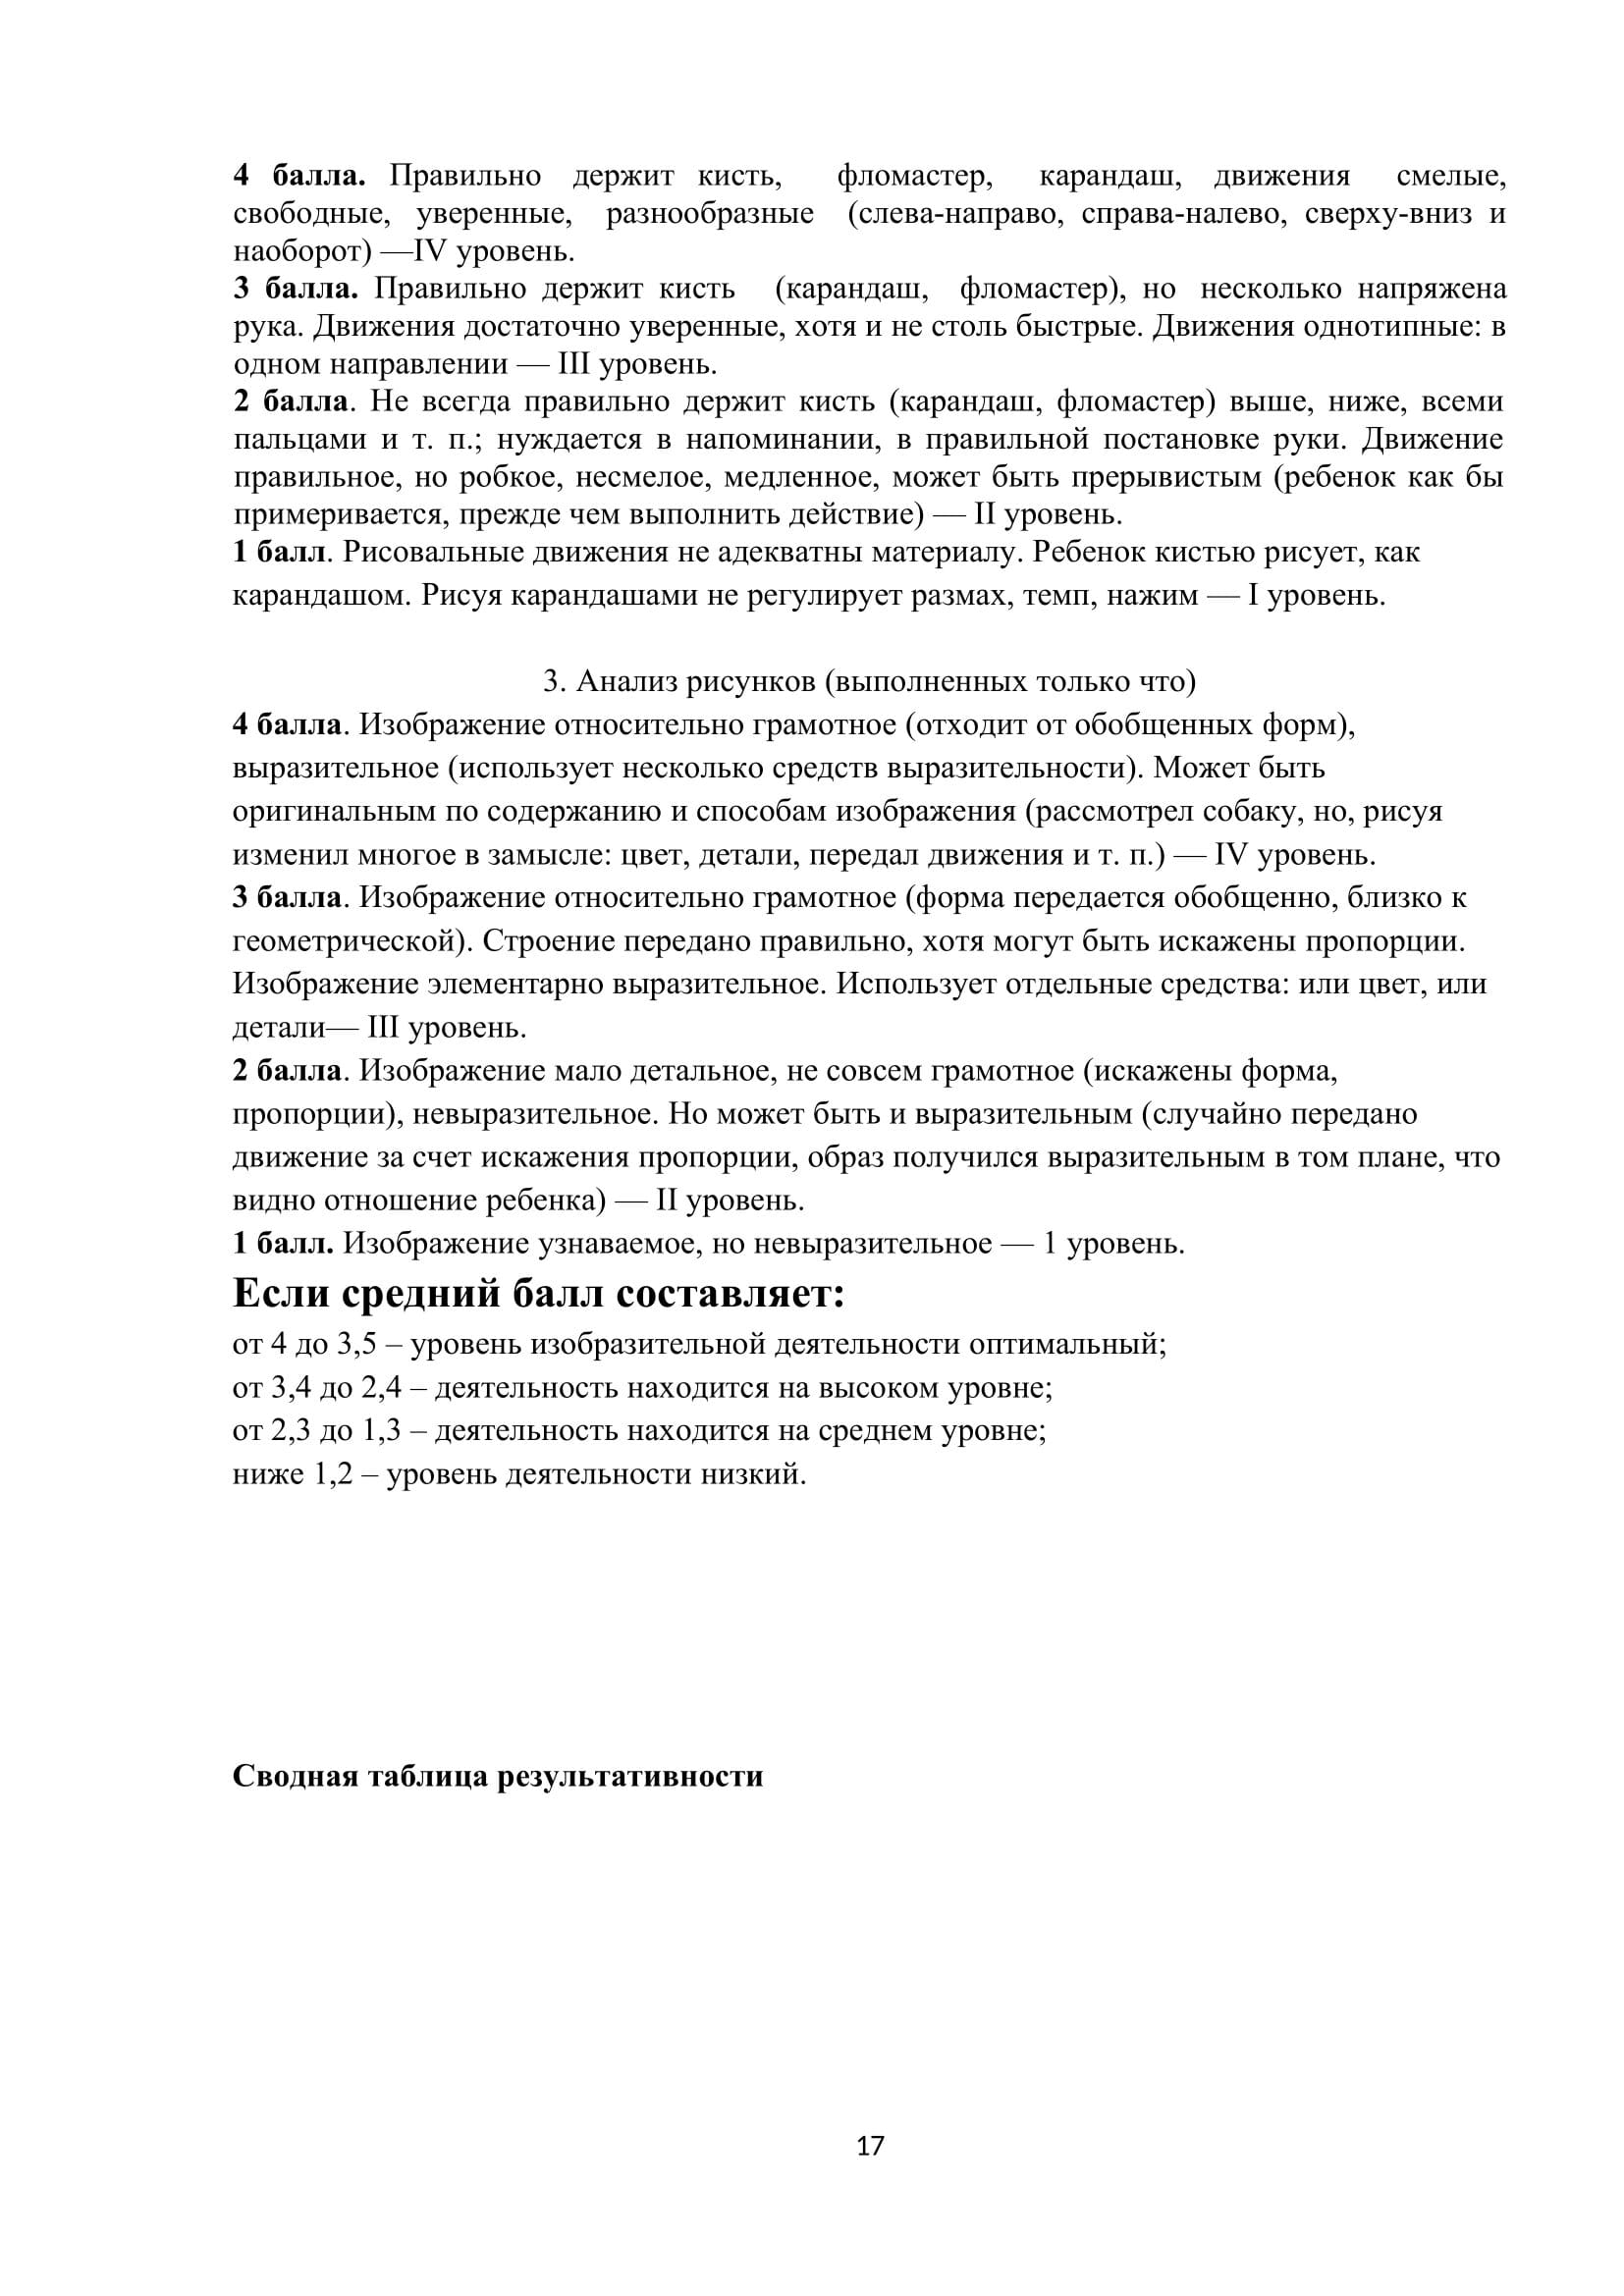 4 балла. Правильно держит кисть, фломастер, карандаш, движения смелые,
свободные, уверенные, разнообразные (слева-направо, справа-налево, сверху-вниз и
наоборот) —IV уровень.
3 балла. Правильно держит кисть (карандаш, фломастер), но несколько напряжена
рука. Движения достаточно уверенные, хотя и не столь быстрые. Движения однотипные: в
одном направлении — III уровень.
2 балла. Не всегда правильно держит кисть (карандаш, фломастер) выше, ниже, всеми
пальцами и т. п.; нуждается в напоминании, в правильной постановке руки. Движение
правильное, но робкое, несмелое, медленное, может быть прерывистым (ребенок как бы
примеривается, прежде чем выполнить действие) — II уровень.
1 балл. Рисовальные движения не адекватны материалу. Ребенок кистью рисует, как
карандашом. Рисуя карандашами не регулирует размах, темп, нажим — I уровень.
3. Анализ рисунков (выполненных только что)
4 балла. Изображение относительно грамотное (отходит от обобщенных форм),
выразительное (использует несколько средств выразительности). Может быть
оригинальным по содержанию и способам изображения (рассмотрел собаку, но, рисуя
изменил многое в замысле: цвет, детали, передал движения и т. п.) — IV уровень.
3 балла. Изображение относительно грамотное (форма передается обобщенно, близко к
геометрической). Строение передано правильно, хотя могут быть искажены пропорции.
Изображение элементарно выразительное. Использует отдельные средства: или цвет, или
детали— III уровень.
2 балла. Изображение мало детальное, не совсем грамотное (искажены форма,
пропорции), невыразительное. Но может быть и выразительным (случайно передано
движение за счет искажения пропорции, образ получился выразительным в том плане, что
видно отношение ребенка) — II уровень.
1 балл. Изображение узнаваемое, но невыразительное — 1 уровень.
Если средний балл составляет:
от 4 до 3,5 – уровень изобразительной деятельности оптимальный;
от 3,4 до 2,4 – деятельность находится на высоком уровне;
от 2,3 до 1,3 – деятельность находится на среднем уровне;
ниже 1,2 – уровень деятельности низкий.
Сводная таблица результативности
17